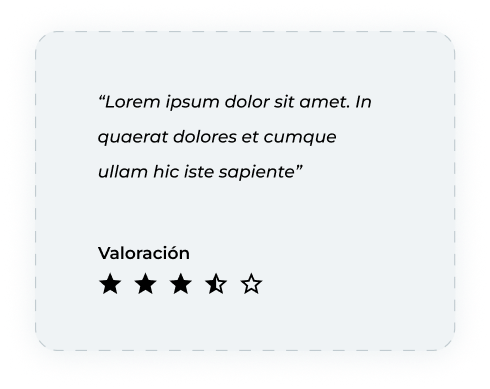 “Lorem ipsum dolor sit amet. In
quaerat dolores et cumque
ullam hic iste sapiente”
Valoración